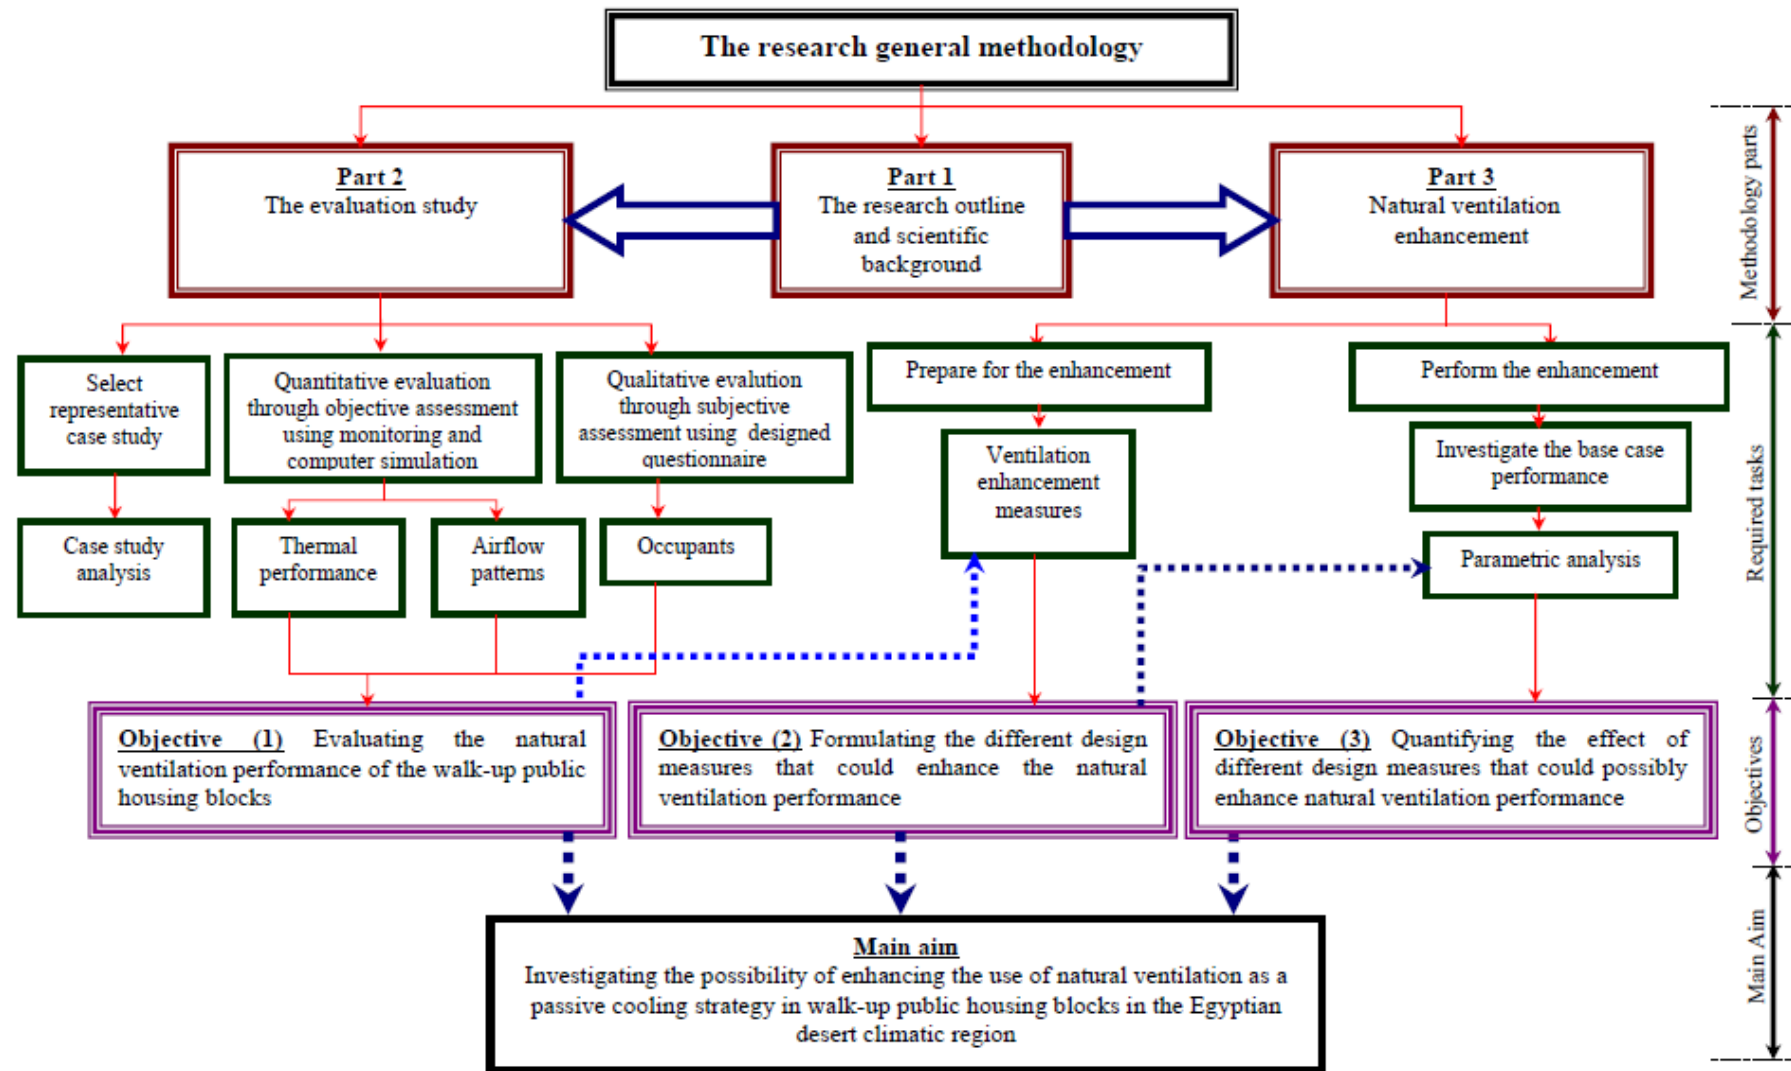 The research general methodology
Part 2
The evaluation study
Part 1
The research outline
and scientific
background
Part 3
Natural ventilation
enhancement
Methodology parts
Select
representative
case study
Quantitative evaluation
through objective assessment
using monitoring and
computer simulation
Qualitative evalution
through subjective
assessment using designed
questionnaire
Prepare for the enhancement
Perform the enhancement
Case study
analysis
Thermal
performance
Airflow
patterns
Occupants
Ventilation
enhancement
measures
Investigate the base case
performance
Parametric analysis
Required tasks
Objective (1) Evaluating the natural
ventilation performance of the walk-up public
housing blocks
Objective (2) Formulating the different design
measures that could enhance the natural
ventilation performance
Objective (3) Quantifying the effect of
different design measures that could possibly
enhance natural ventilation performance
Objectives
Main aim
Investigating the possibility of enhancing the use of natural ventilation as a
passive cooling strategy in walk-up public housing blocks in the Egyptian
desert climatic region
Main Aim